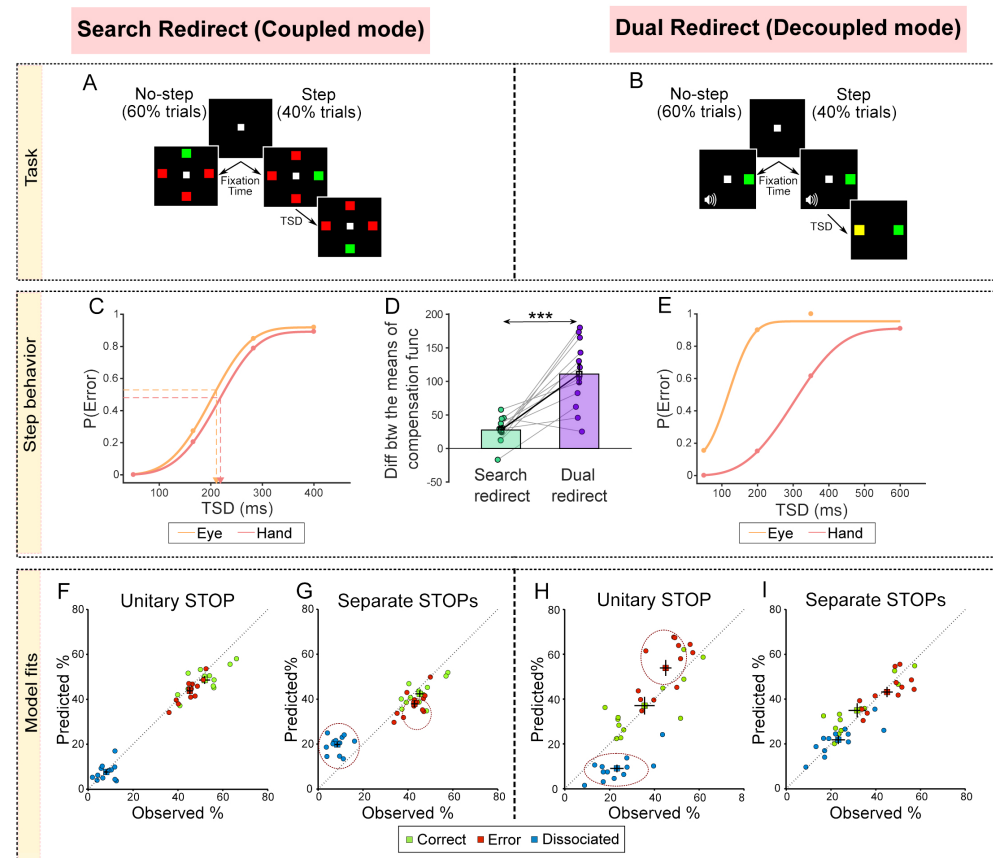 Search Redirect (Coupled mode)
Dual Redirect (Decoupled mode)
Task
A
No-step
(60% trials)
Step
(40% trials)
Fixation
Time
TSD
B
No-step
(60% trials)
Step
(40% trials)
Fixation
Time
TSD
Step behavior
C
P(Error)
1
0.8
0.6
0.4
0.2
0
100
200
300
400
TSD (ms)
Eye
Hand
D
Diff btw the means of
compensation func
200
150
100
50
0
-50
***
Search
redirect
Dual
redirect
E
P(Error)
1
0.8
0.6
0.4
0.2
0
100
200
300
400
500
600
TSD (ms)
Eye
Hand
Model fits
F
Unitary STOP
Predicted%
80
60
40
20
0
0
20
40
60
80
Observed %
G
Separate STOPs
Predicted%
80
60
40
20
0
0
20
40
60
80
Observed %
H
Unitary STOP
Predicted%
80
60
40
20
0
0
20
40
60
8
Observed %
I
Separate STOPs
Predicted%
80
60
40
20
0
0
20
40
60
80
Observed %
Correct
Error
Dissociated